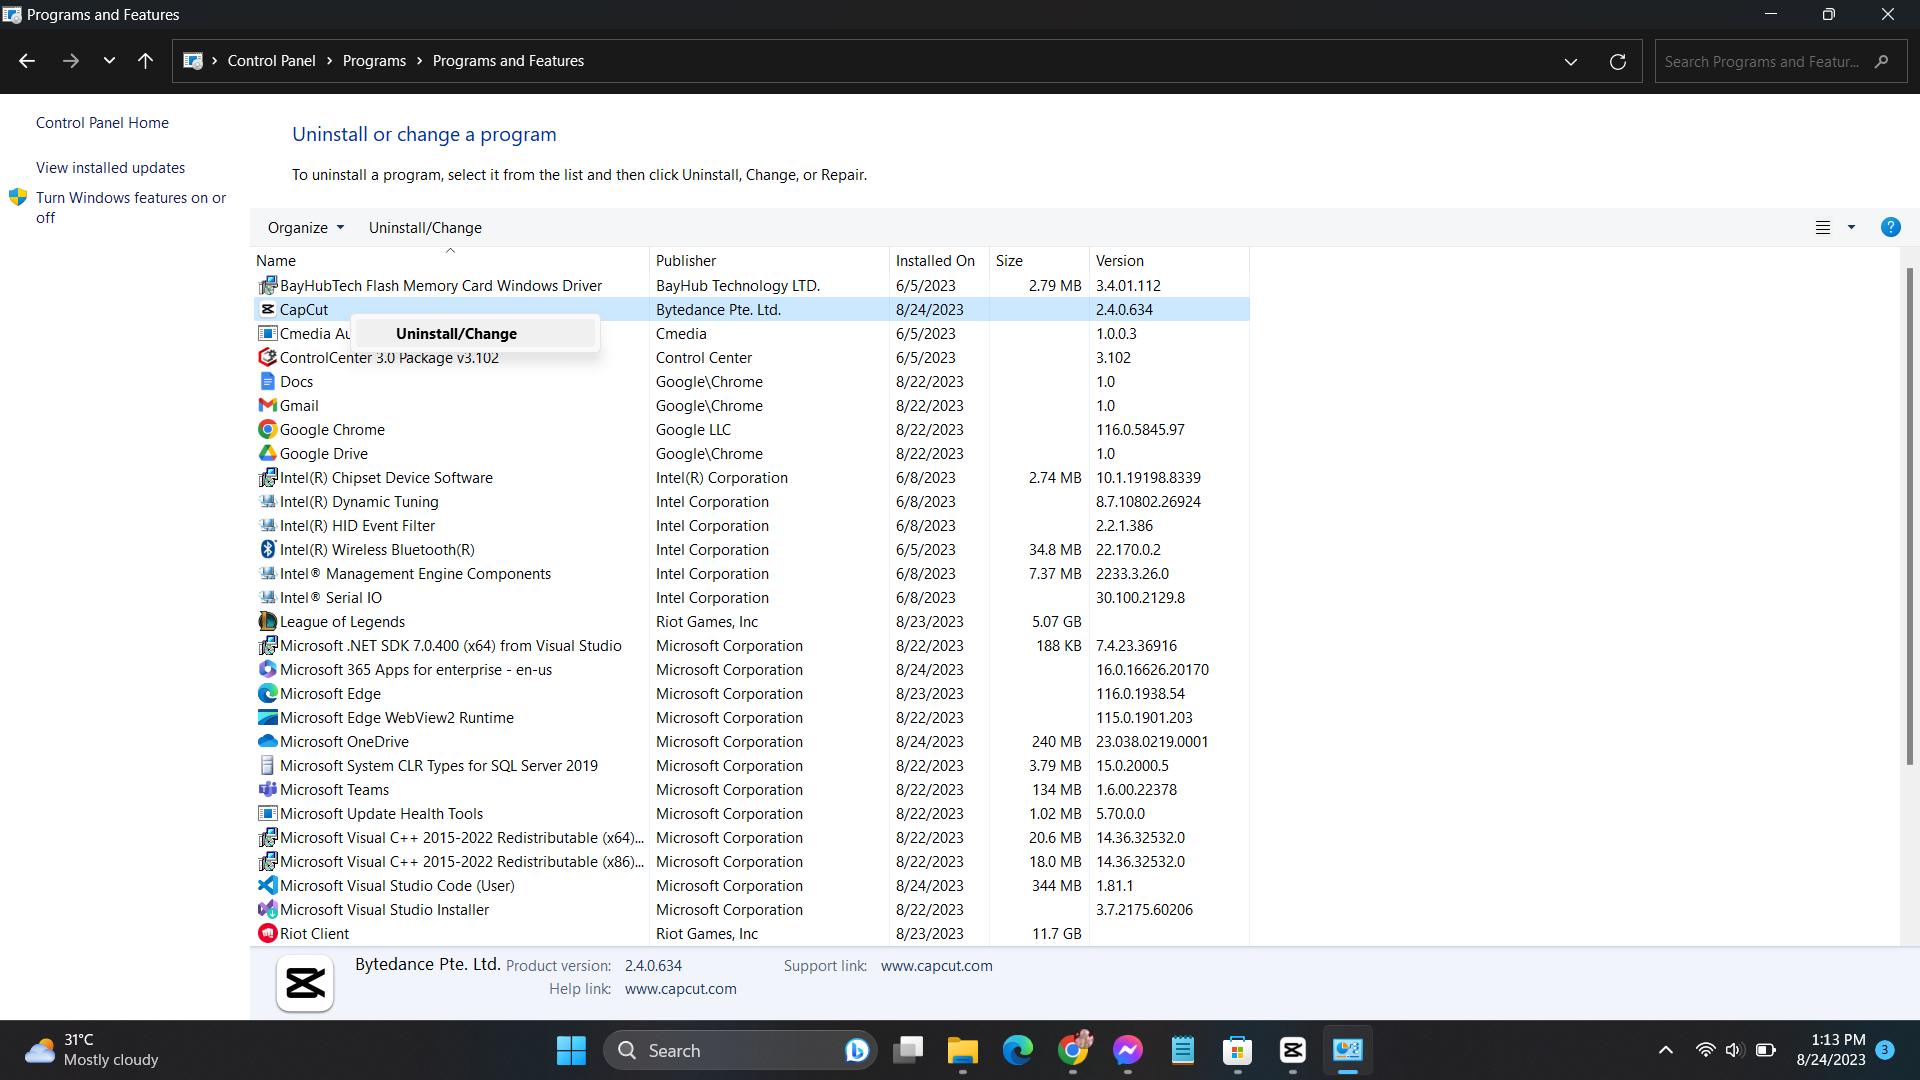 Programs and Features
Control Panel > Programs > Programs and Features
Search Programs and Featur...
Control Panel Home
View installed updates
Turn Windows features on or
off
Uninstall or change a program
To uninstall a program, select it from the list and then click Uninstall, Change, or Repair.
Organize Uninstall/Change
Name Publisher Installed On Size Version
BayHubTech Flash Memory Card Windows Driver BayHub Technology LTD. 6/5/2023 2.79 MB 3.4.01.112
CapCut Bytedance Pte. Ltd. 8/24/2023 2.4.0.634
Cmedia Au Cmedia 6/5/2023 1.0.0.3
Uninstall/Change
ControlCenter 3.0 Package v3.102 Control Center 6/5/2023 3.102
Docs Google\Chrome 8/22/2023 1.0
Gmail Google\Chrome 8/22/2023 1.0
Google Chrome Google LLC 8/22/2023 116.0.5845.97
Google Drive Google\Chrome 8/22/2023 1.0
Intel(R) Chipset Device Software Intel(R) Corporation 6/8/2023 2.74 MB 10.1.19198.8339
Intel(R) Dynamic Tuning Intel Corporation 6/8/2023 8.7.10802.26924
Intel(R) HID Event Filter Intel Corporation 6/8/2023 2.2.1.386
Intel(R) Wireless Bluetooth(R) Intel Corporation 6/5/2023 34.8 MB 22.170.0.2
Intel® Management Engine Components Intel Corporation 6/8/2023 7.37 MB 2233.3.26.0
Intel® Serial IO Intel Corporation 6/8/2023 30.100.2129.8
League of Legends Riot Games, Inc 8/23/2023 5.07 GB
Microsoft .NET SDK 7.0.400 (x64) from Visual Studio Microsoft Corporation 8/22/2023 188 KB 7.4.23.36916
Microsoft 365 Apps for enterprise - en-us Microsoft Corporation 8/24/2023 16.0.16626.20170
Microsoft Edge Microsoft Corporation 8/23/2023 116.0.1938.54
Microsoft Edge WebView2 Runtime Microsoft Corporation 8/22/2023 115.0.1901.203
Microsoft OneDrive Microsoft Corporation 8/24/2023 240 MB 23.038.0219.0001
Microsoft System CLR Types for SQL Server 2019 Microsoft Corporation 8/22/2023 3.79 MB 15.0.2000.5
Microsoft Teams Microsoft Corporation 8/22/2023 134 MB 1.6.00.22378
Microsoft Update Health Tools Microsoft Corporation 8/22/2023 1.02 MB 5.70.0.0
Microsoft Visual C++ 2015-2022 Redistributable (x64)... Microsoft Corporation 8/22/2023 20.6 MB 14.36.32532.0
Microsoft Visual C++ 2015-2022 Redistributable (x86)... Microsoft Corporation 8/22/2023 18.0 MB 14.36.32532.0
Microsoft Visual Studio Code (User) Microsoft Corporation 8/24/2023 344 MB 1.81.1
Microsoft Visual Studio Installer Microsoft Corporation 8/22/2023 3.7.2175.60206
Riot Client Riot Games, Inc 8/23/2023 11.7 GB
Bytedance Pte. Ltd. Product version: 2.4.0.634 Support link: www.capcut.com
Help link: www.capcut.com
31°C
Mostly cloudy
Search
1:13 PM
8/24/2023
3